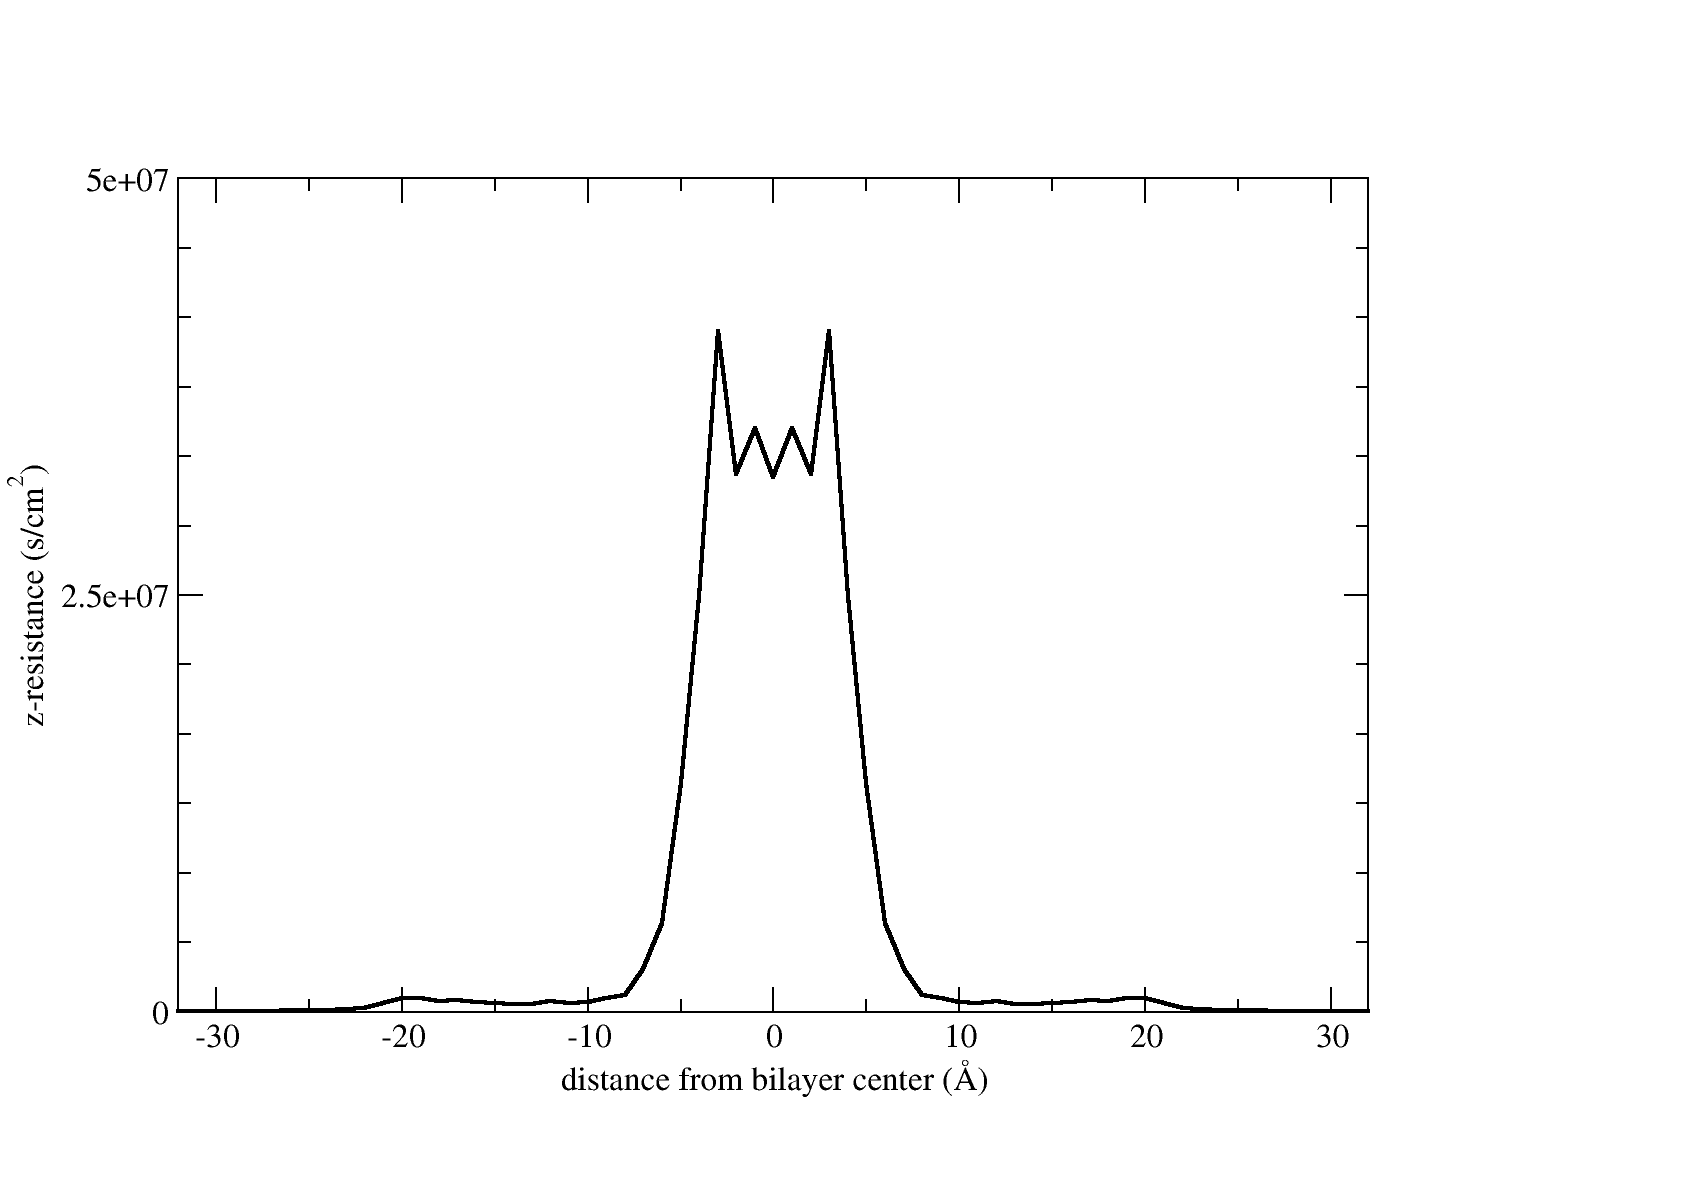 5e+07
2.5e+07
0
z-resistance (s/cm²)
-30 -20 -10 0 10 20 30
distance from bilayer center (Å)